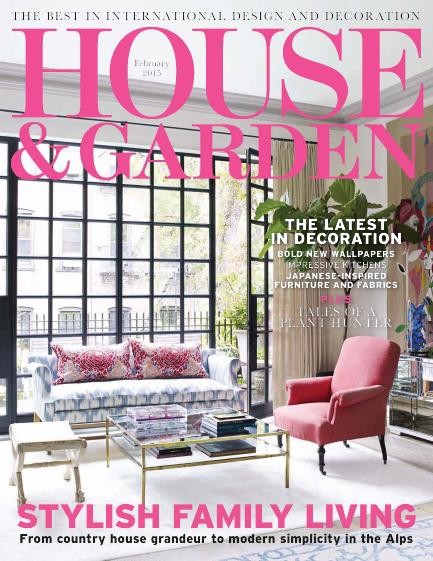 THE BEST IN INTERNATIONAL DESIGN AND DECORATION
HOUSE
February
2015
& GARDEN
THE LATEST
IN DECORATION
BOLD NEW WALLPAPERS
IMPRESSIVE KITCHENS
JAPANESE-INSPIRED
FURNITURE AND FABRICS
PLUS
TALES OF A
PLANT HUNTER
STYLISH FAMILY LIVING
From country house grandeur to modern simplicity in the Alps